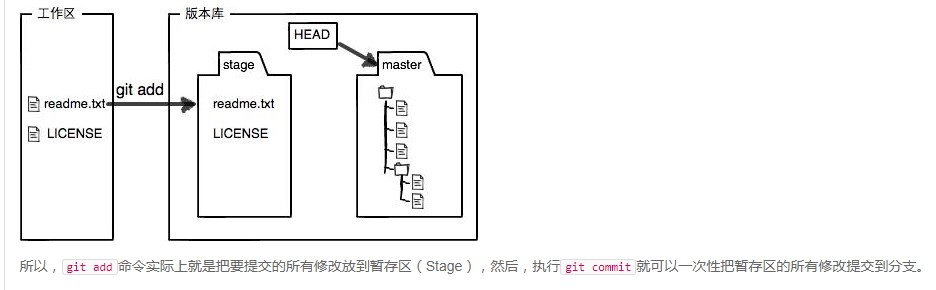 工作区
版本库
HEAD
stage
master
git add
readme.txt
readme.txt
LICENSE
LICENSE
所以，git add命令实际上就是把要提交的所有修改放到暂存区（Stage），然后，执行git commit就可以一次性把暂存区的所有修改提交到分支。